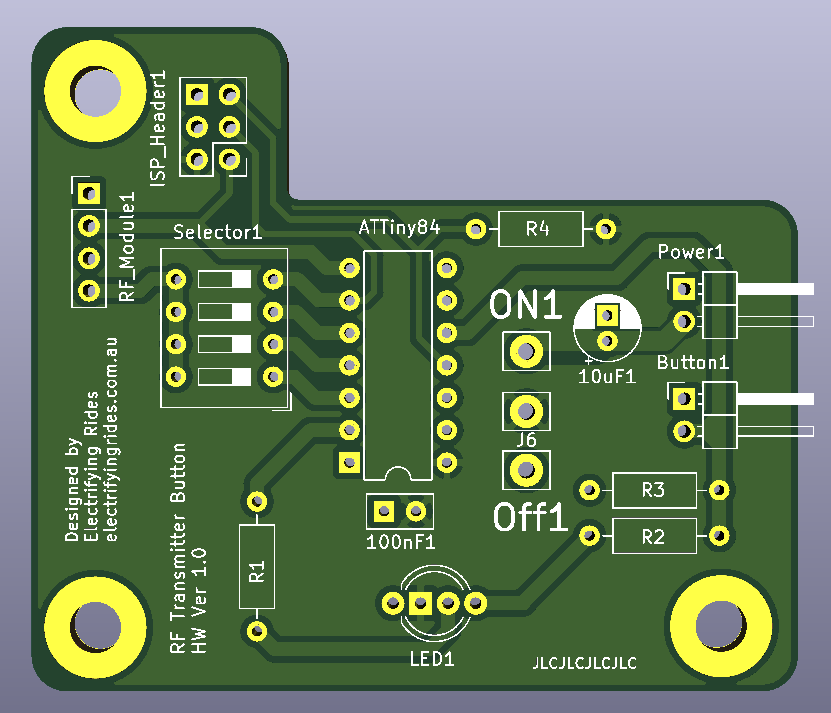 ISP_Header1
RF_Module1
Selector1
ATTiny84
R4
Power1
ON1
+
10uF1
Button1
J6
Off1
R3
R2
100nF1
R1
LED1
Designed by
Electrifying Rides
electrifyingrides.com.au
RF Transmitter Button
HW Ver 1.0
JLCJLCJLCJLC